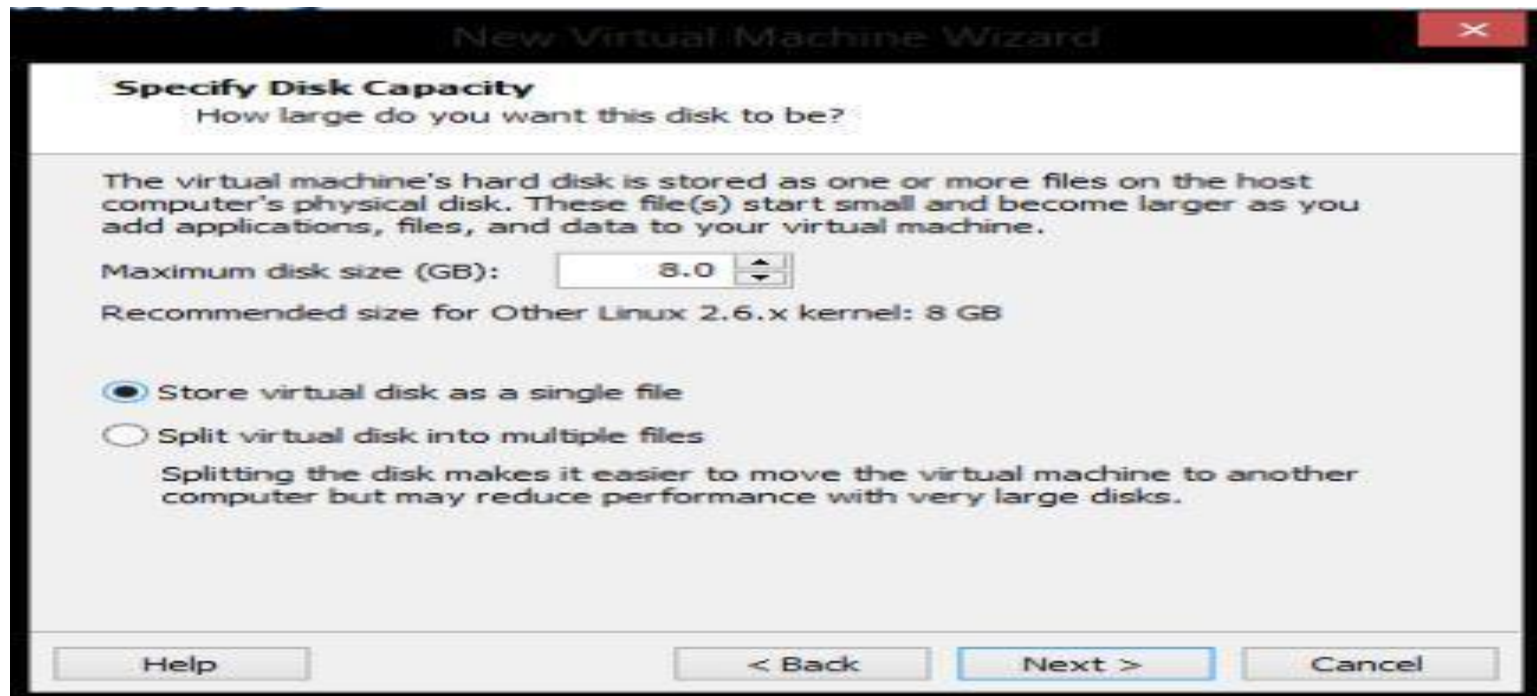 New Virtual Machine Wizard
Specify Disk Capacity
How large do you want this disk to be?
The virtual machine's hard disk is stored as one or more files on the host
computer's physical disk. These file(s) start small and become larger as you
add applications, files, and data to your virtual machine.
Maximum disk size (GB): 8.0
Recommended size for Other Linux 2.6.x kernel: 8 GB
Store virtual disk as a single file
Split virtual disk into multiple files
Splitting the disk makes it easier to move the virtual machine to another
computer but may reduce performance with very large disks.
Help < Back Next > Cancel